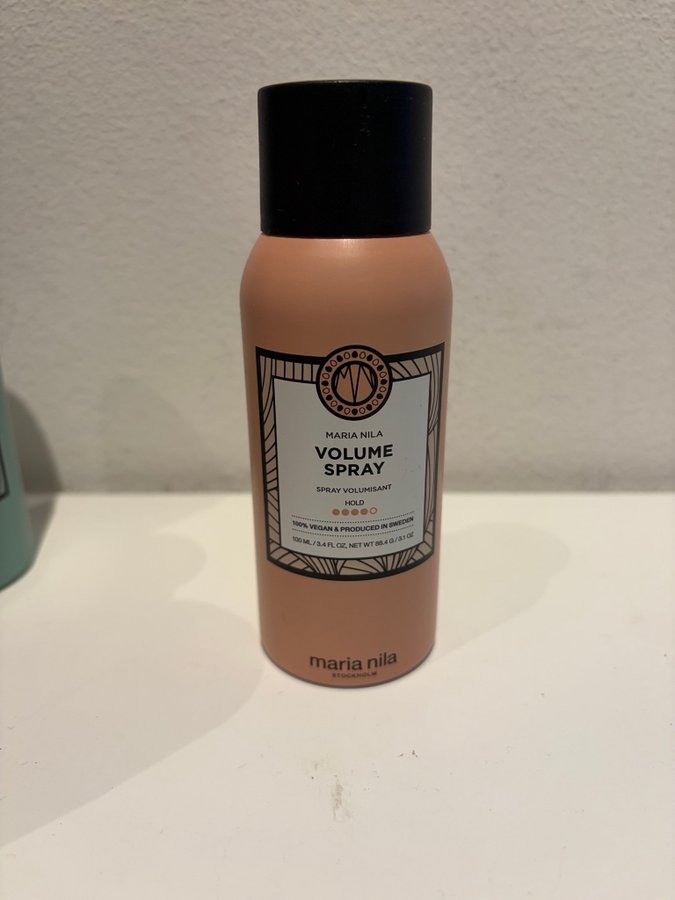 MN
MARIA NILA
VOLUME
SPRAY
SPRAY VOLUMISANT
HOLD
100% VEGAN & PRODUCED IN SWEDEN
100 ML / 3.4 FL OZ, NET WT 88.4 G / 3.1 OZ
maria nila
STOCKHOLM